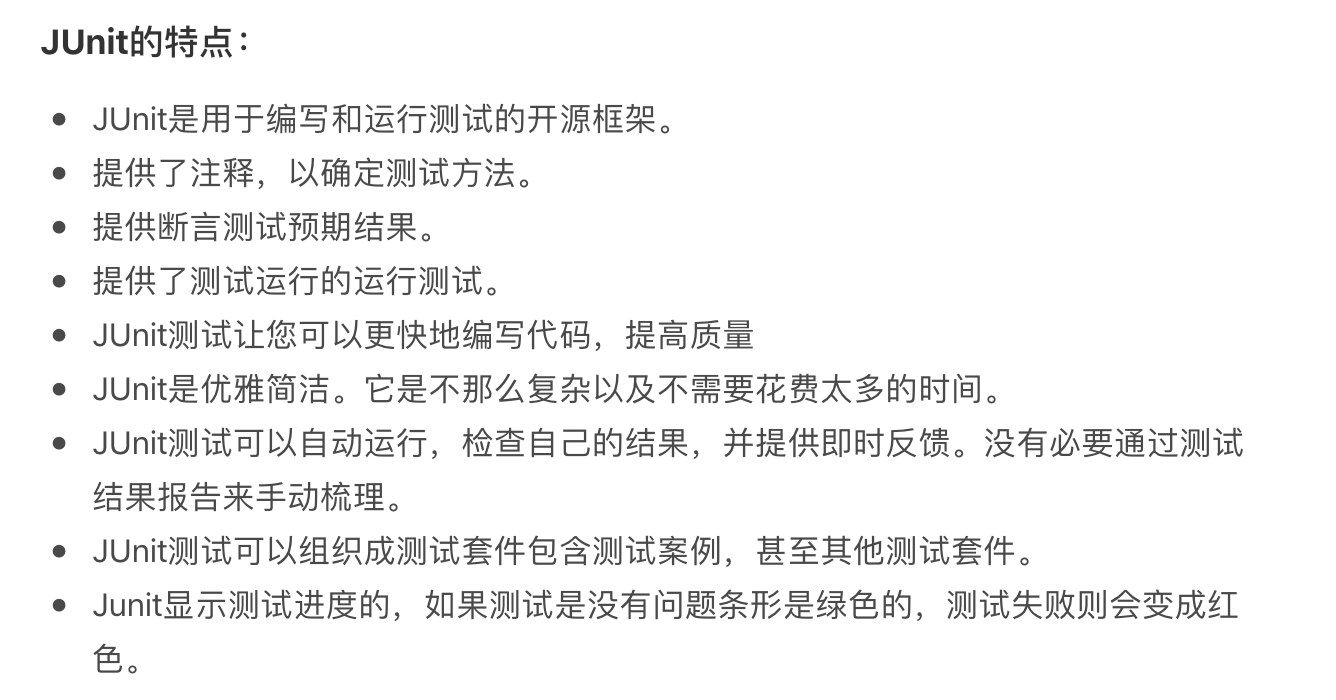 JUnit的特点：
JUnit是用于编写和运行测试的开源框架。
提供了注释，以确定测试方法。
提供断言测试预期结果。
提供了测试运行的运行测试。
JUnit测试让您可以更快地编写代码，提高质量
JUnit是优雅简洁。它是不那么复杂以及不需要花费太多的时间。
JUnit测试可以自动运行，检查自己的结果，并提供即时反馈。没有必要通过测试
结果报告来手动梳理。
JUnit测试可以组织成测试套件包含测试案例，甚至其他测试套件。
Junit显示测试进度的，如果测试是没有问题条形是绿色的，测试失败则会变成红
色。